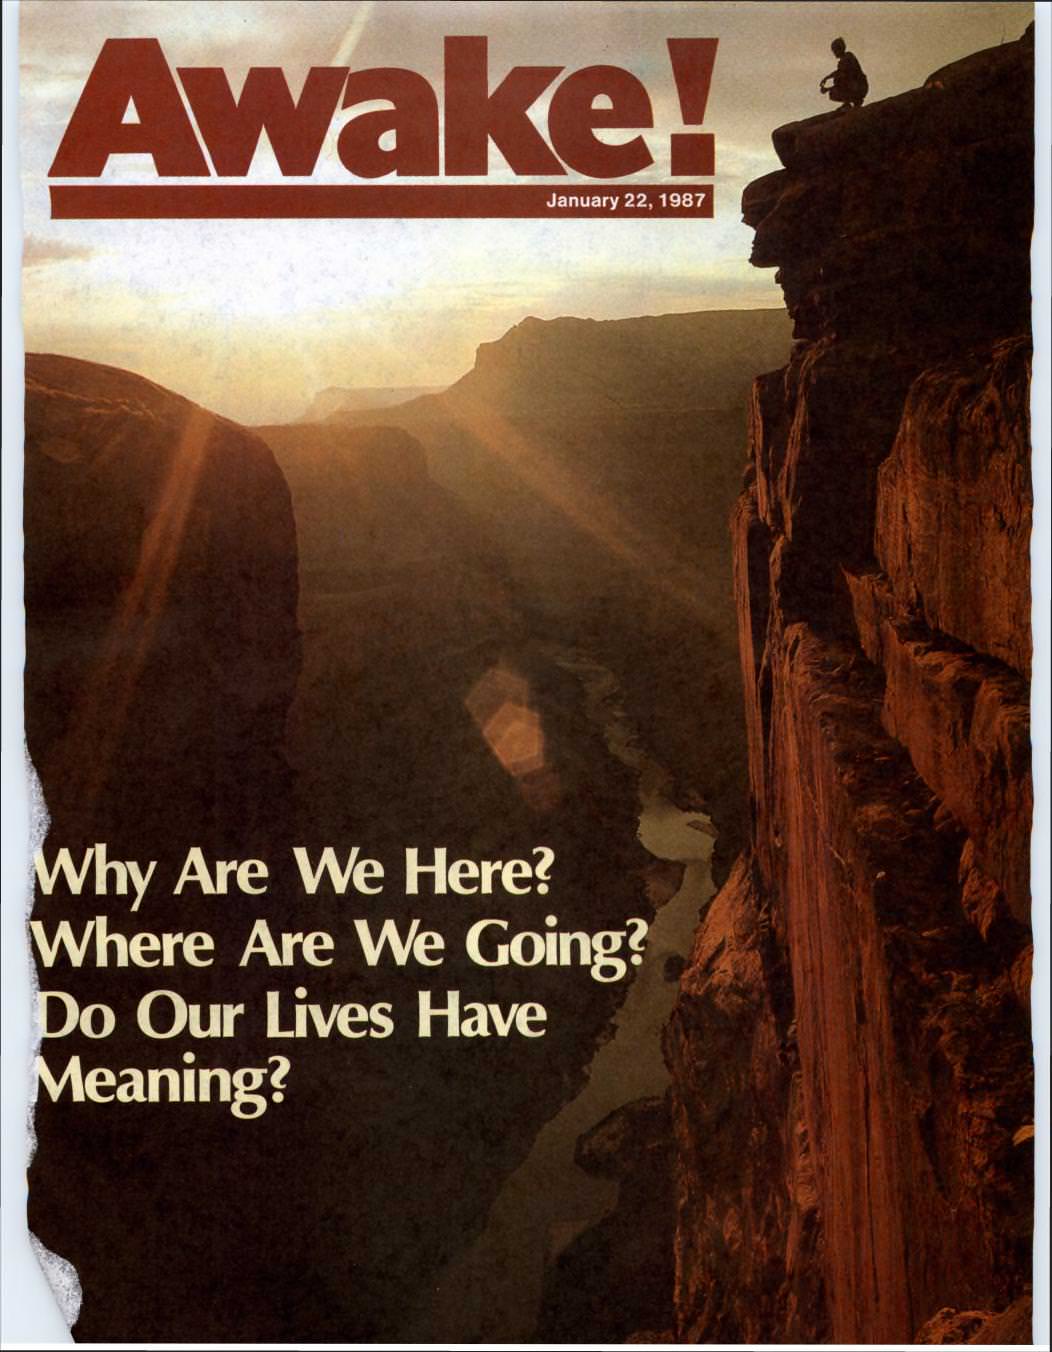 Awake!
January 22, 1987
Why Are We Here?
Where Are We Going?
Do Our Lives Have
Meaning?